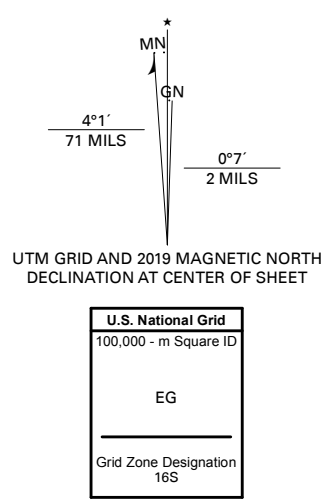 ★
MN
GN
4°1´
71 MILS
0°7´
2 MILS
UTM GRID AND 2019 MAGNETIC NORTH
DECLINATION AT CENTER OF SHEET
U.S. National Grid
100,000 - m Square ID
EG
Grid Zone Designation
16S